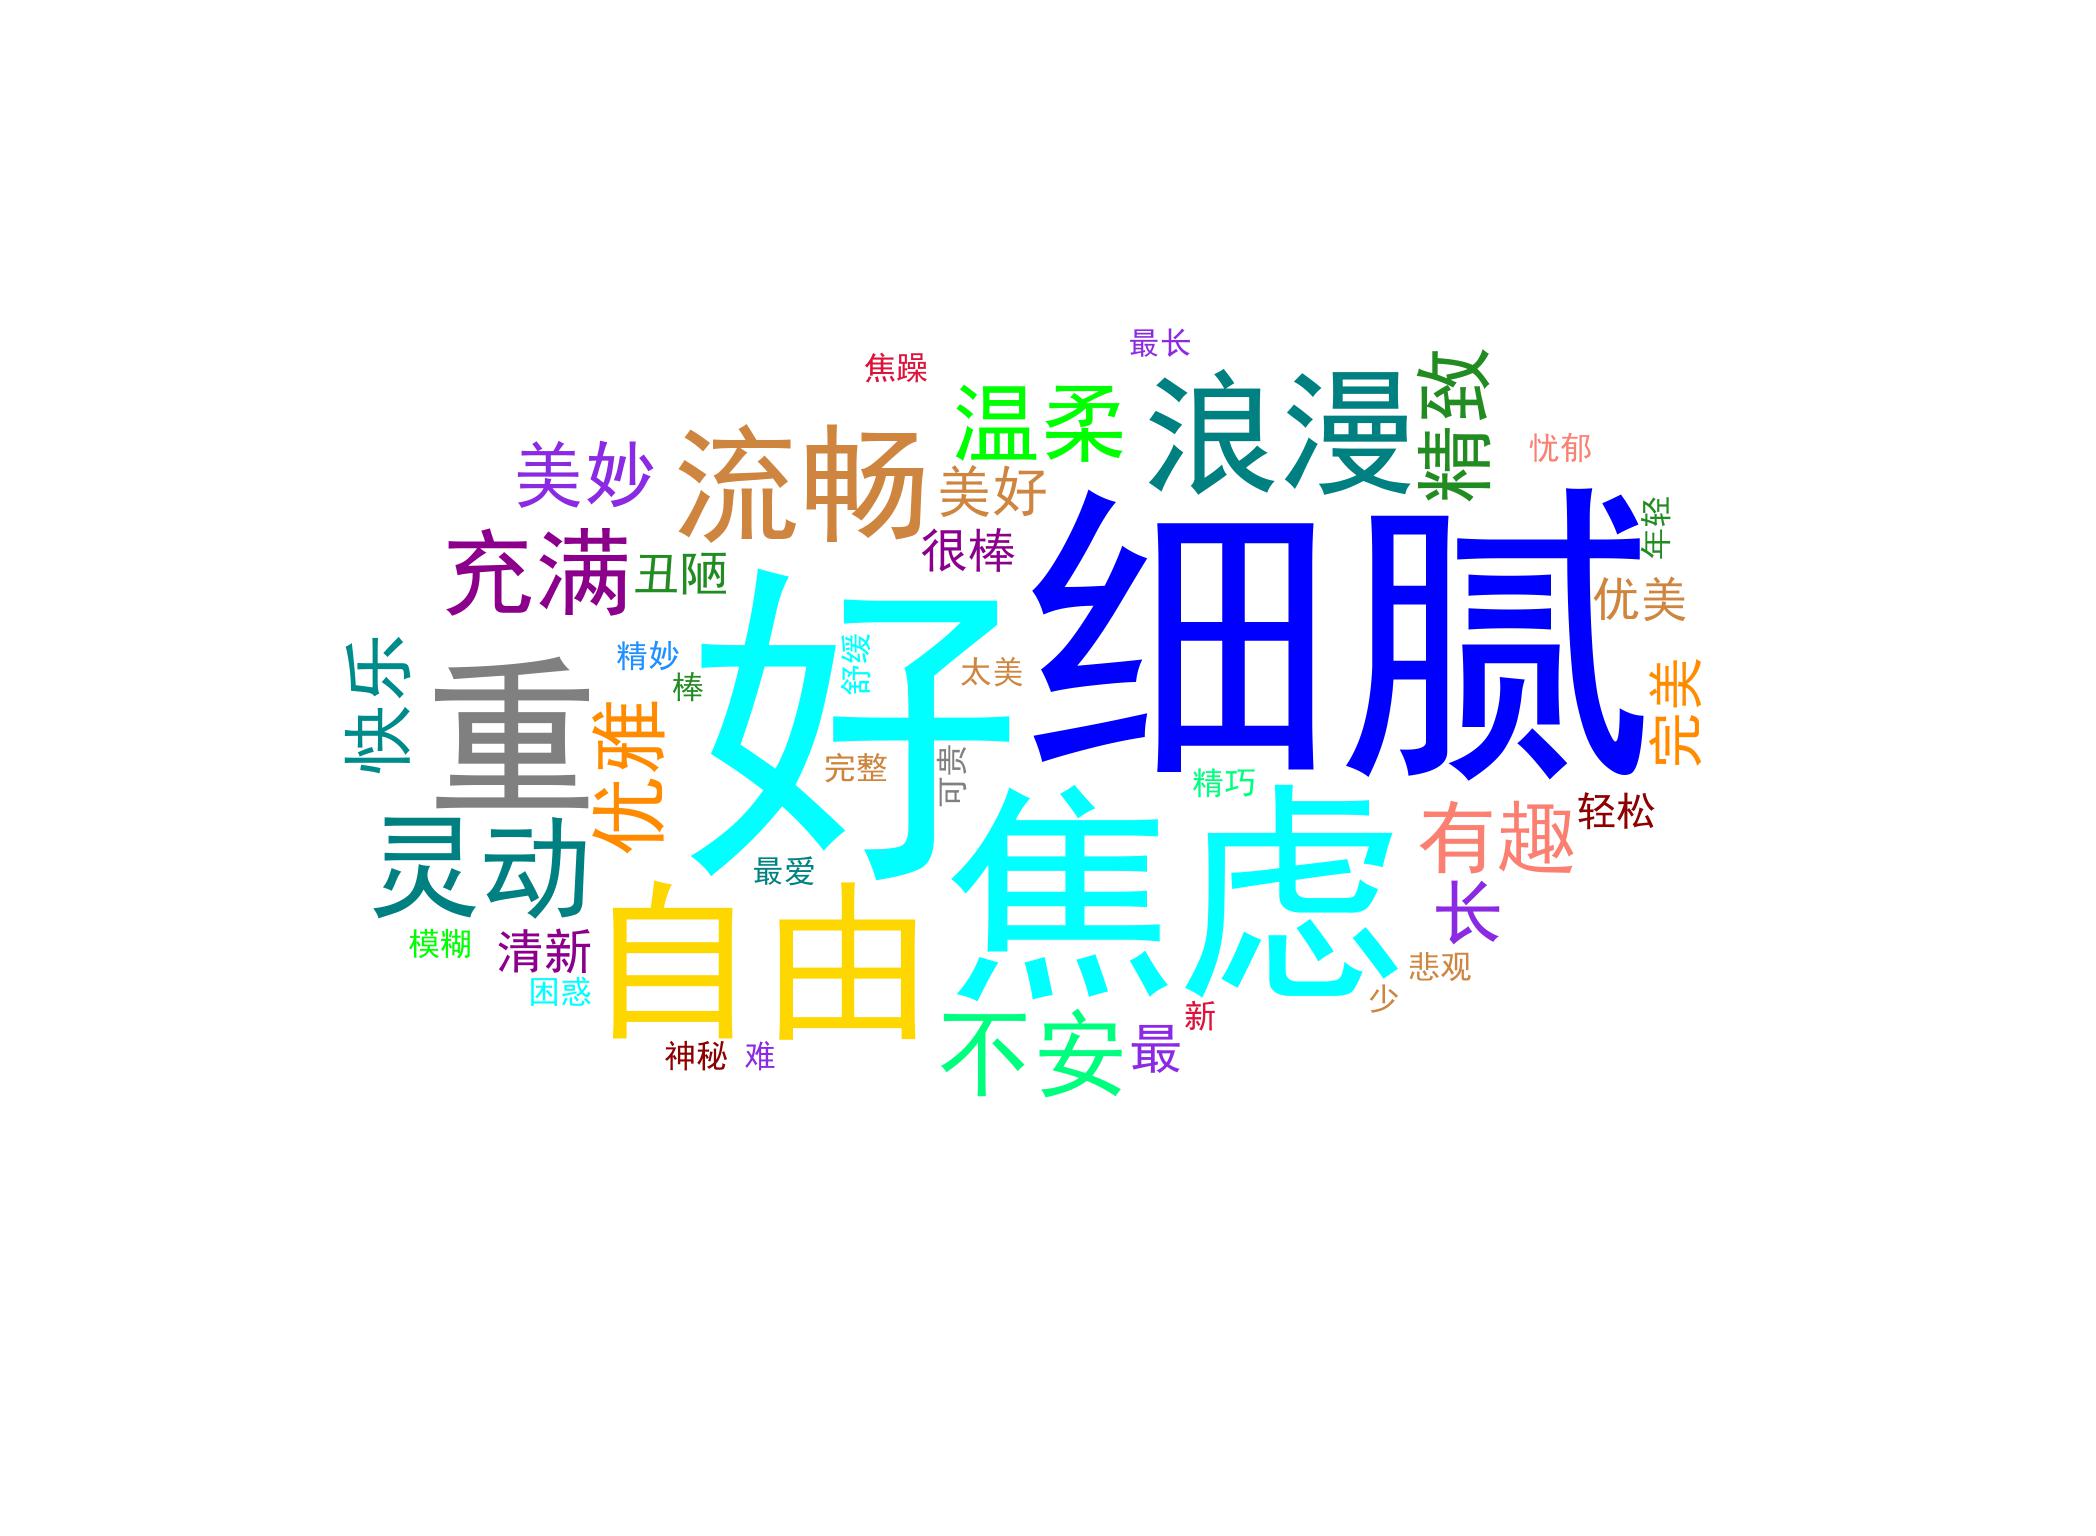 最长
焦躁
温柔
浪漫
精致
美妙
流畅
美好
忧郁
充满
丑陋
很棒
细腻
年轻
优美
快乐
重
精妙
棒
好
舒缓
太美
完美
优雅
完整
可贵
精巧
灵动
最爱
焦虑
有趣
轻松
长
模糊
清新
困惑
自由
悲观
少
神秘
难
不安
最
新